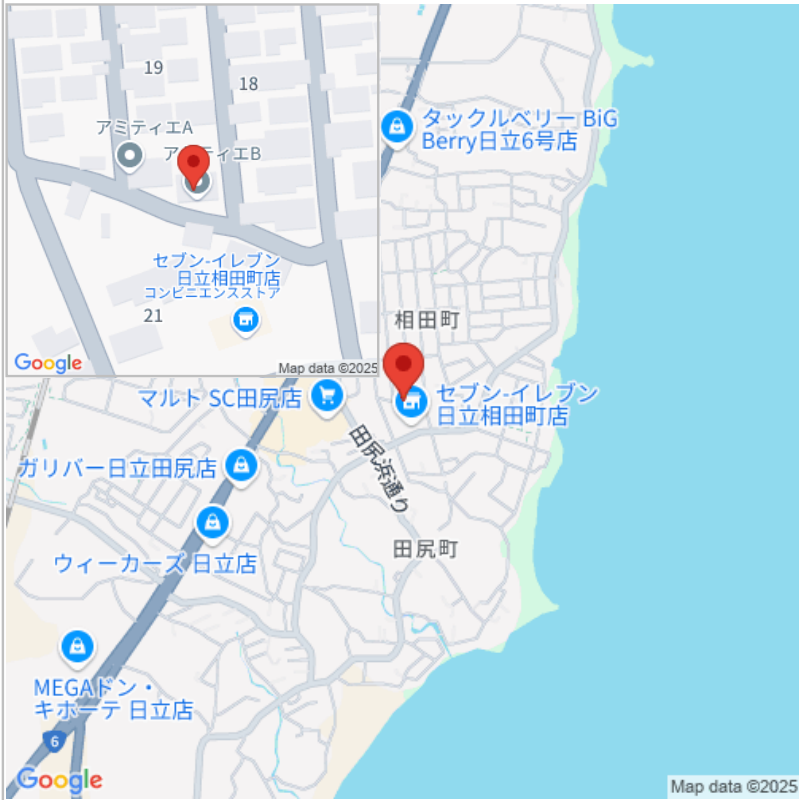 19
18
アミティエA
アミティエB
セブン-イレブン
日立相田町店
コンビニエンスストア
21
Google
Map data ©2025
タックルベリー BiG
Berry日立6号店
相田町
マルト SC田尻店
セブン-イレブン
日立相田町店
田尻浜通り
ガリバー日立田尻店
ウィーカーズ 日立店
田尻町
MEGAドン・
キホーテ 日立店
6
Google
Map data ©2025